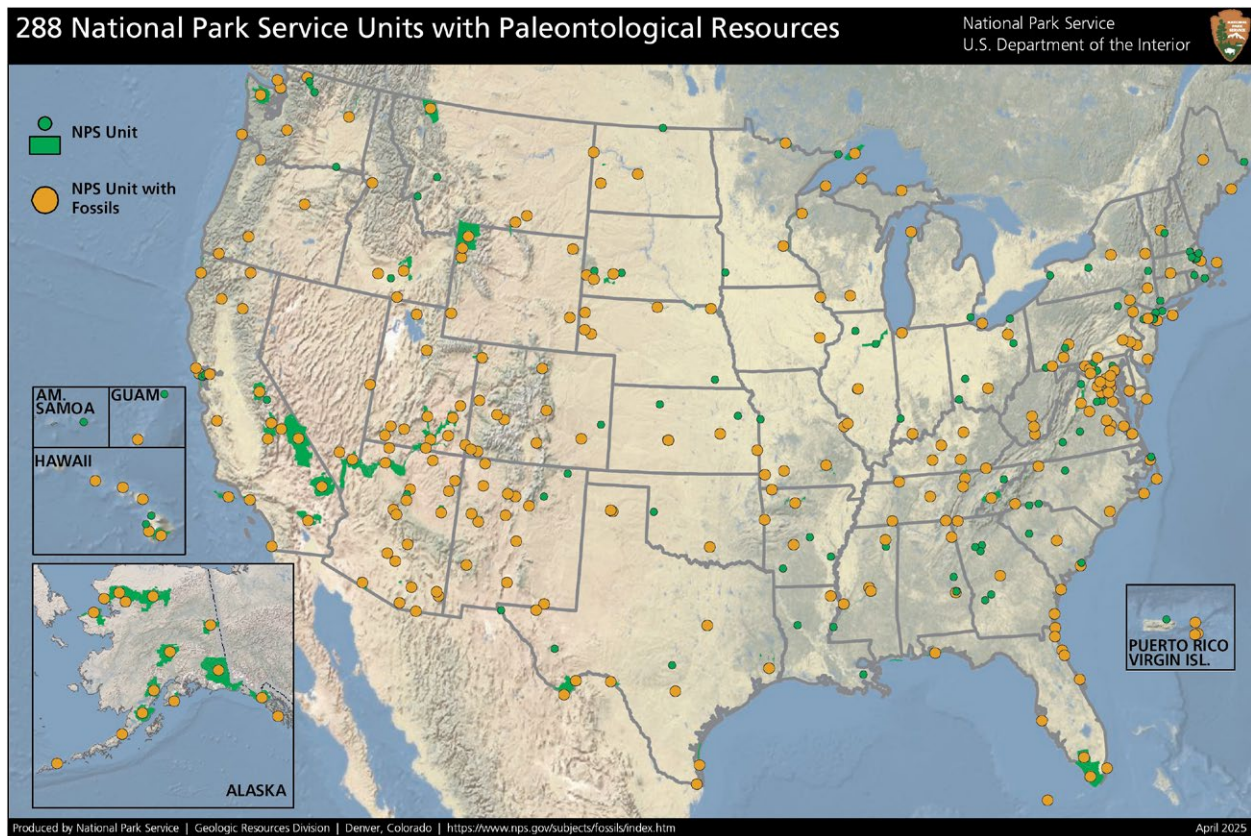 288 National Park Service Units with Paleontological Resources
National Park Service
U.S. Department of the Interior
NPS Unit
NPS Unit with
Fossils
AM.
SAMOA
GUAM
HAWAII
ALASKA
PUERTO RICO
VIRGIN ISL.
Produced by National Park Service | Geologic Resources Division | Denver, Colorado | https://www.nps.gov/subjects/fossils/index.htm
April 2025